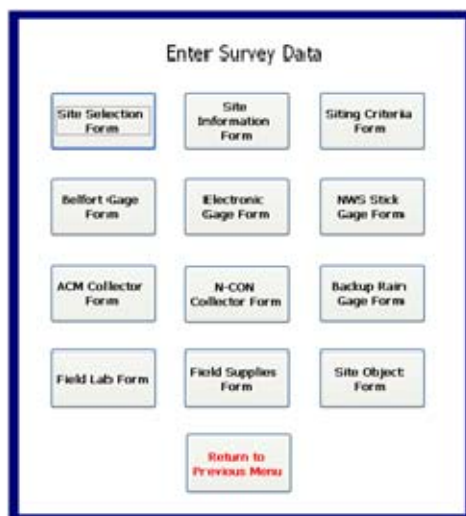 Enter Survey Data
Site Selection
Form
Site
Information
Form
Siting Criteria
Form
Belfort Gage
Form
Electronic
Gage Form
NWS Stick
Gage Form
ACM Collector
Form
N-CON
Collector Form
Backup Rain
Gage Form
Field Lab Form
Field Supplies
Form
Site Object
Form
Return to
Previous Menu